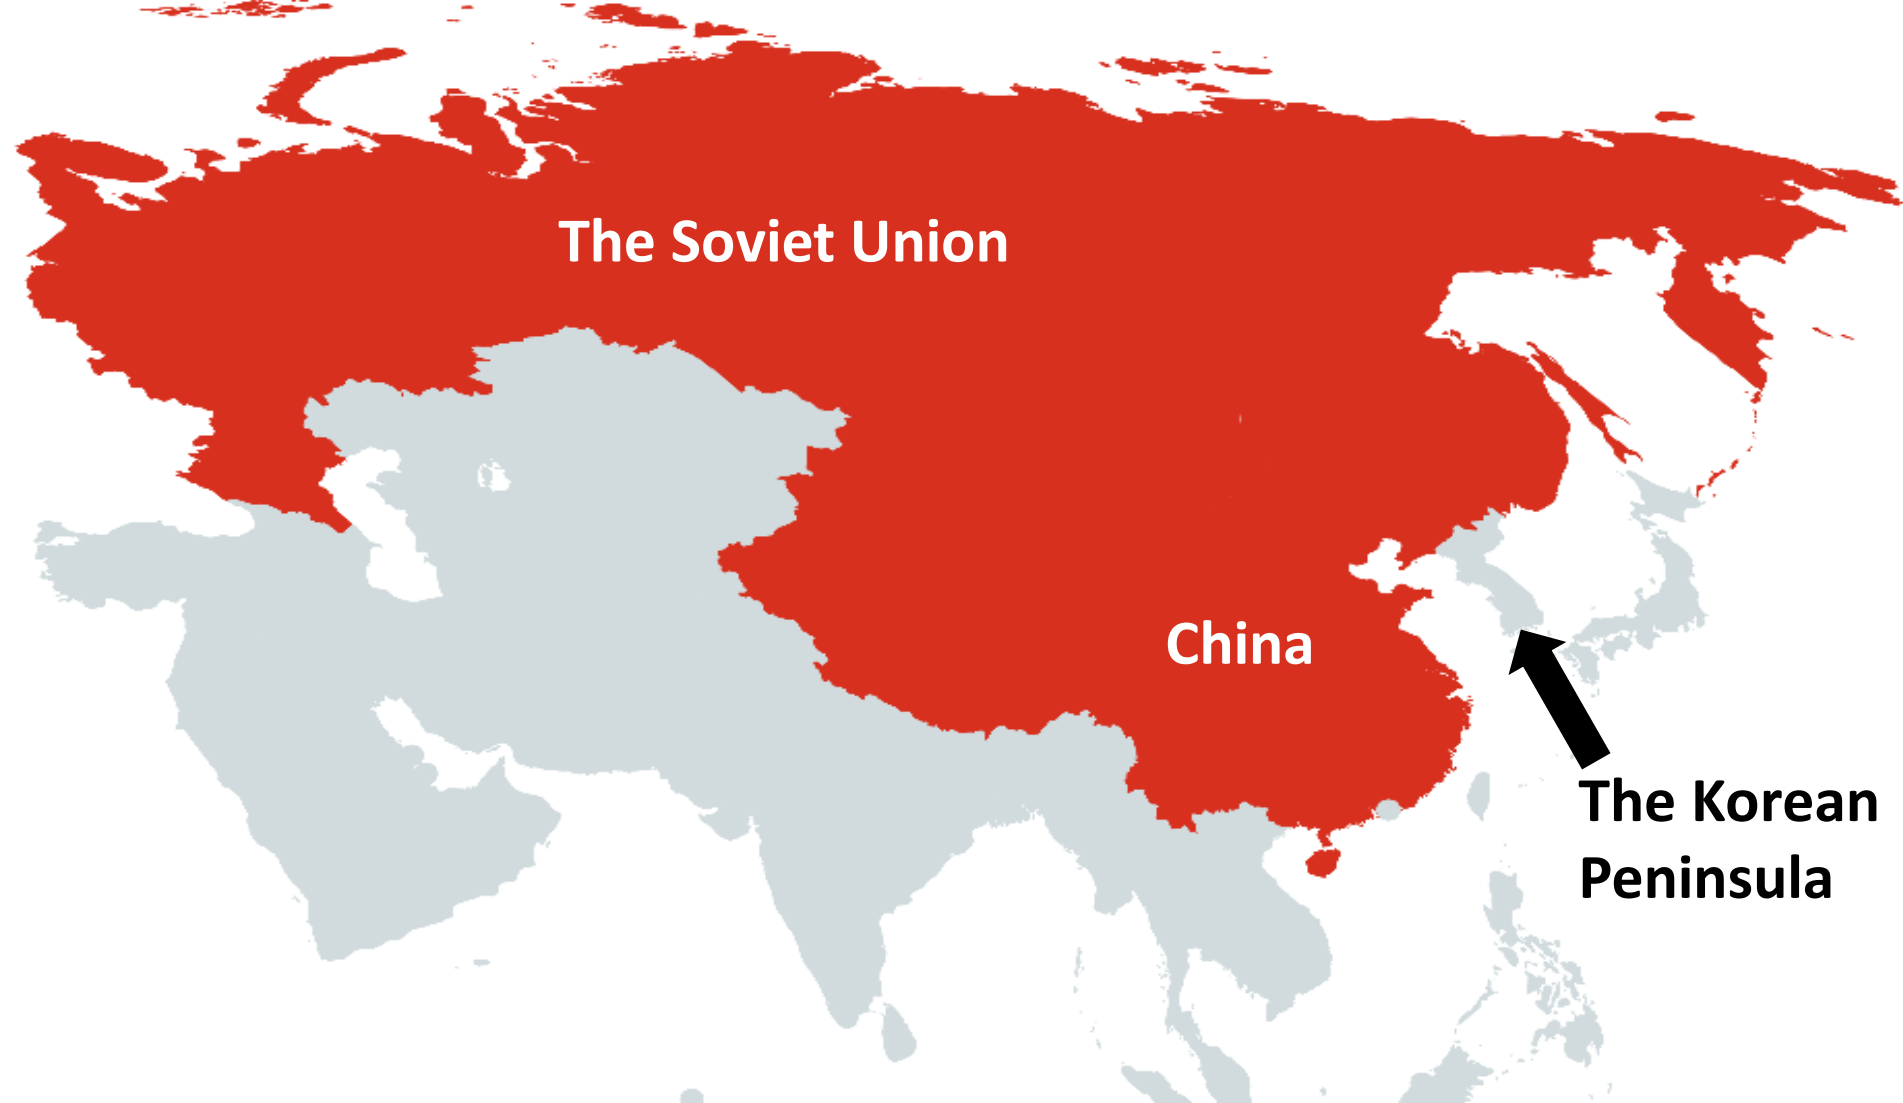 The Soviet Union
China
The Korean
Peninsula